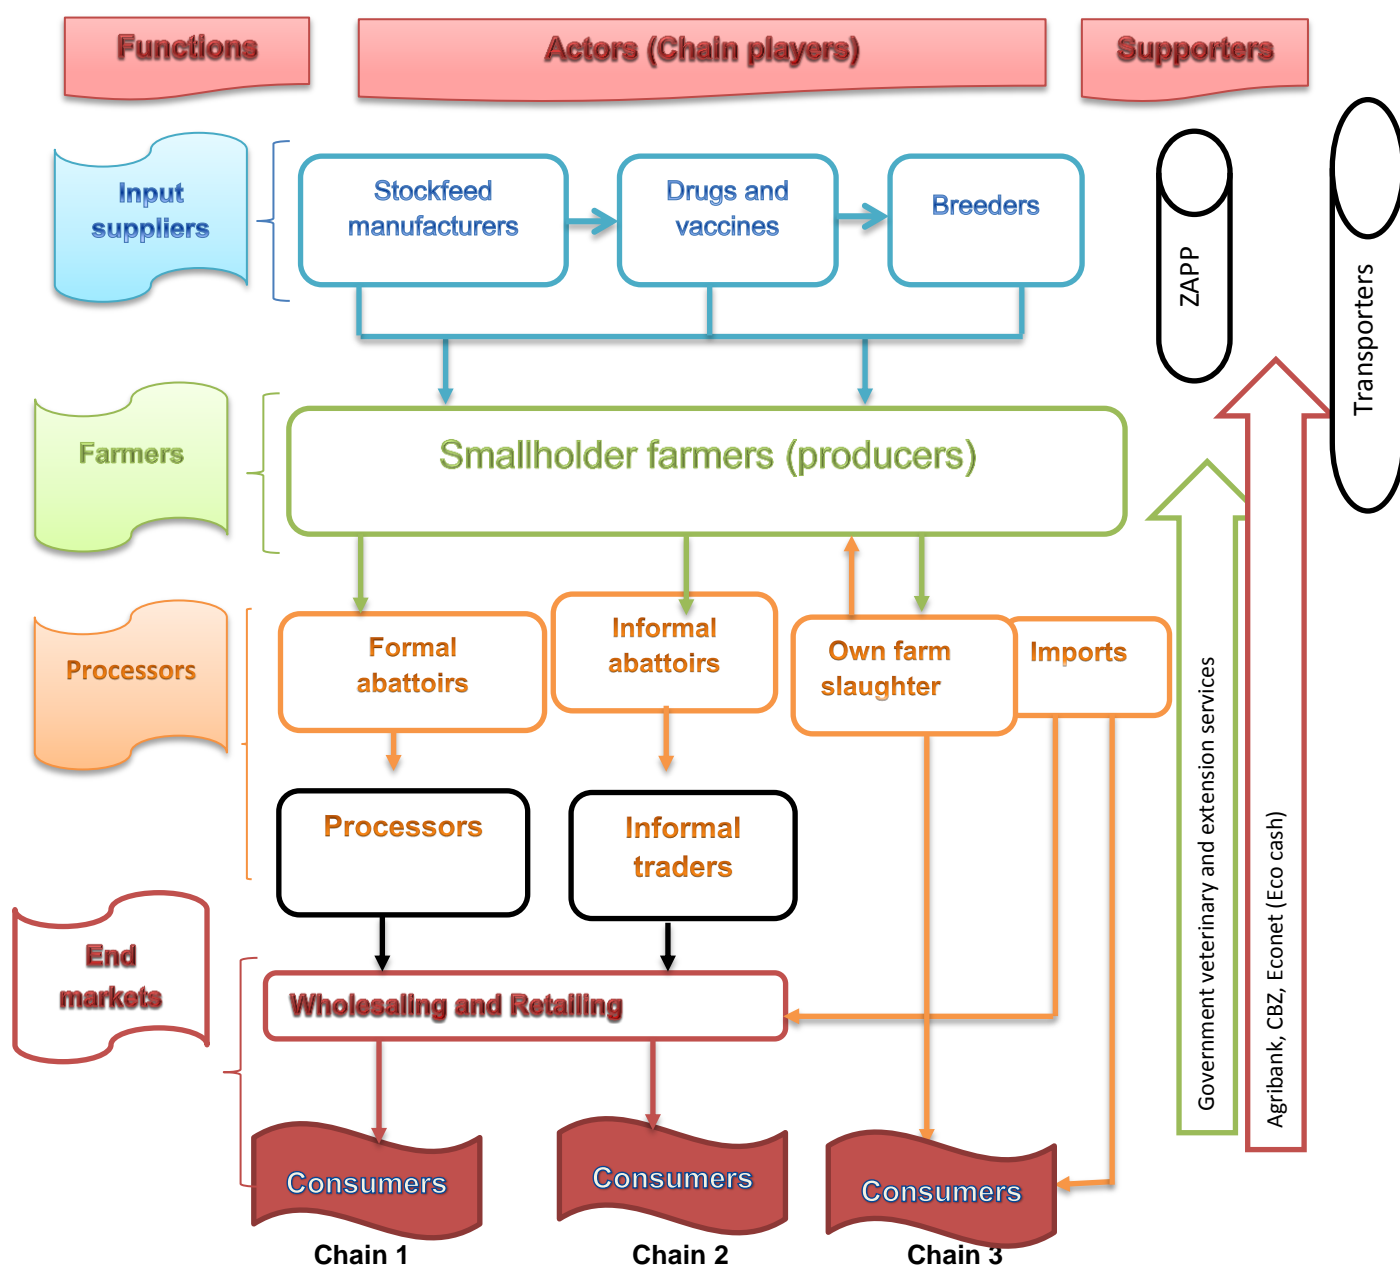 Functions
Actors (Chain players)
Supporters
Input
suppliers
Stockfeed
manufacturers
Drugs and
vaccines
Breeders
ZAPP
Transporters
Farmers
Smallholder farmers (producers)
Processors
Formal
abattoirs
Informal
abattoirs
Own farm
slaughter
Imports
Processors
Informal
traders
Government veterinary and extension services
Agribank, CBZ, Econet (Eco cash)
End
markets
Wholesaling and Retailing
Consumers
Consumers
Consumers
Chain 1
Chain 2
Chain 3